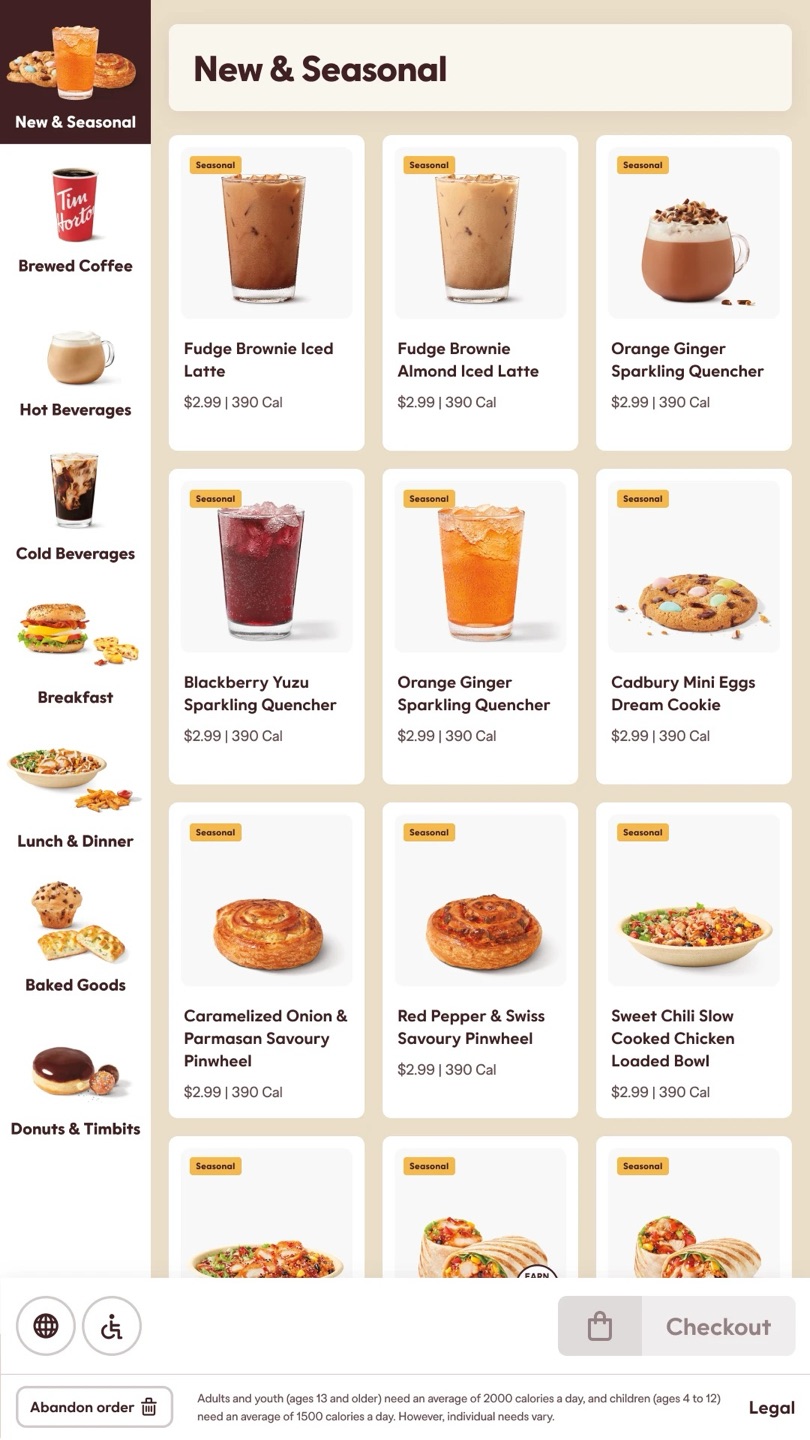 New & Seasonal
Tim
Horto
Brewed Coffee
Hot Beverages
Cold Beverages
Breakfast
Lunch & Dinner
Baked Goods
Donuts & Timbits
New & Seasonal
Seasonal
Fudge Brownie Iced
Latte
$2.99 | 390 Cal
Seasonal
Fudge Brownie
Almond Iced Latte
$2.99 | 390 Cal
Seasonal
Orange Ginger
Sparkling Quencher
$2.99 | 390 Cal
Seasonal
Blackberry Yuzu
Sparkling Quencher
$2.99 | 390 Cal
Seasonal
Orange Ginger
Sparkling Quencher
$2.99 | 390 Cal
Seasonal
Cadbury Mini Eggs
Dream Cookie
$2.99 | 390 Cal
Seasonal
Caramelized Onion &
Parmasan Savoury
Pinwheel
$2.99 | 390 Cal
Seasonal
Red Pepper & Swiss
Savoury Pinwheel
$2.99 | 390 Cal
Seasonal
Sweet Chili Slow
Cooked Chicken
Loaded Bowl
$2.99 | 390 Cal
Seasonal
Seasonal
EARN
Seasonal
Checkout
Abandon order
Adults and youth (ages 13 and older) need an average of 2000 calories a day, and children (ages 4 to 12)
need an average of 1500 calories a day. However, individual needs vary.
Legal